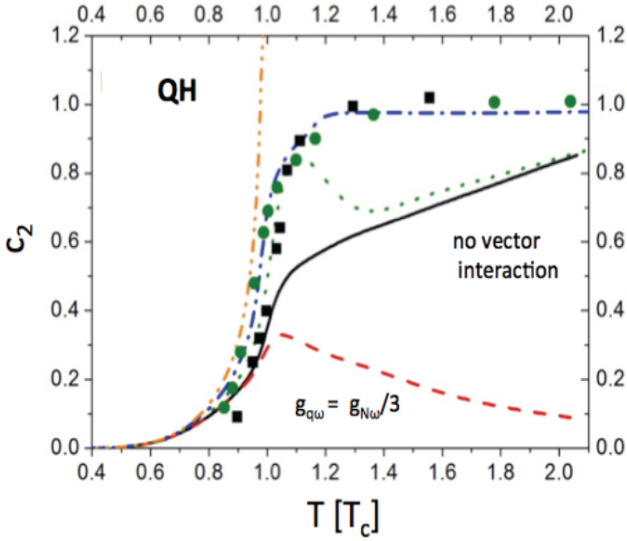 0.4 0.6 0.8 1.0 1.2 1.4 1.6 1.8 2.0
1.2 1.2
QH
1.0 1.0
0.8 0.8
c₂
0.6 0.6
no vector
interaction
0.4 0.4
0.2 0.2
g_qω = g_Nω/3
0.0 0.0
0.4 0.6 0.8 1.0 1.2 1.4 1.6 1.8 2.0
T [T_c]